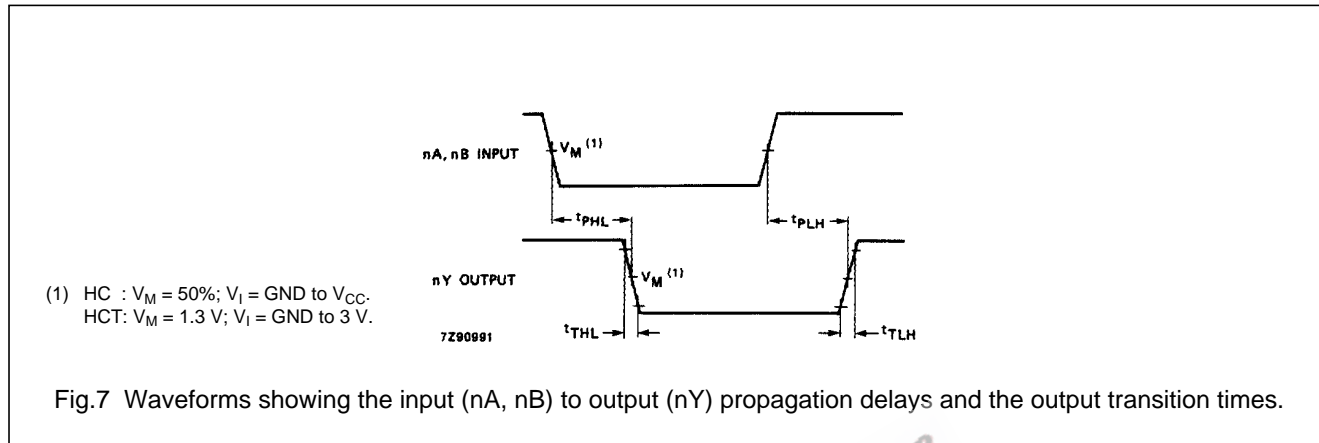 nA, nB INPUT
V_M (1)
t_PHL
t_PLH
nY OUTPUT
V_M (1)
(1) HC : V_M = 50%; V_I = GND to V_CC.
HCT: V_M = 1.3 V; V_I = GND to 3 V.
7Z90991
t_THL
t_TLH
Fig.7 Waveforms showing the input (nA, nB) to output (nY) propagation delays and the output transition times.